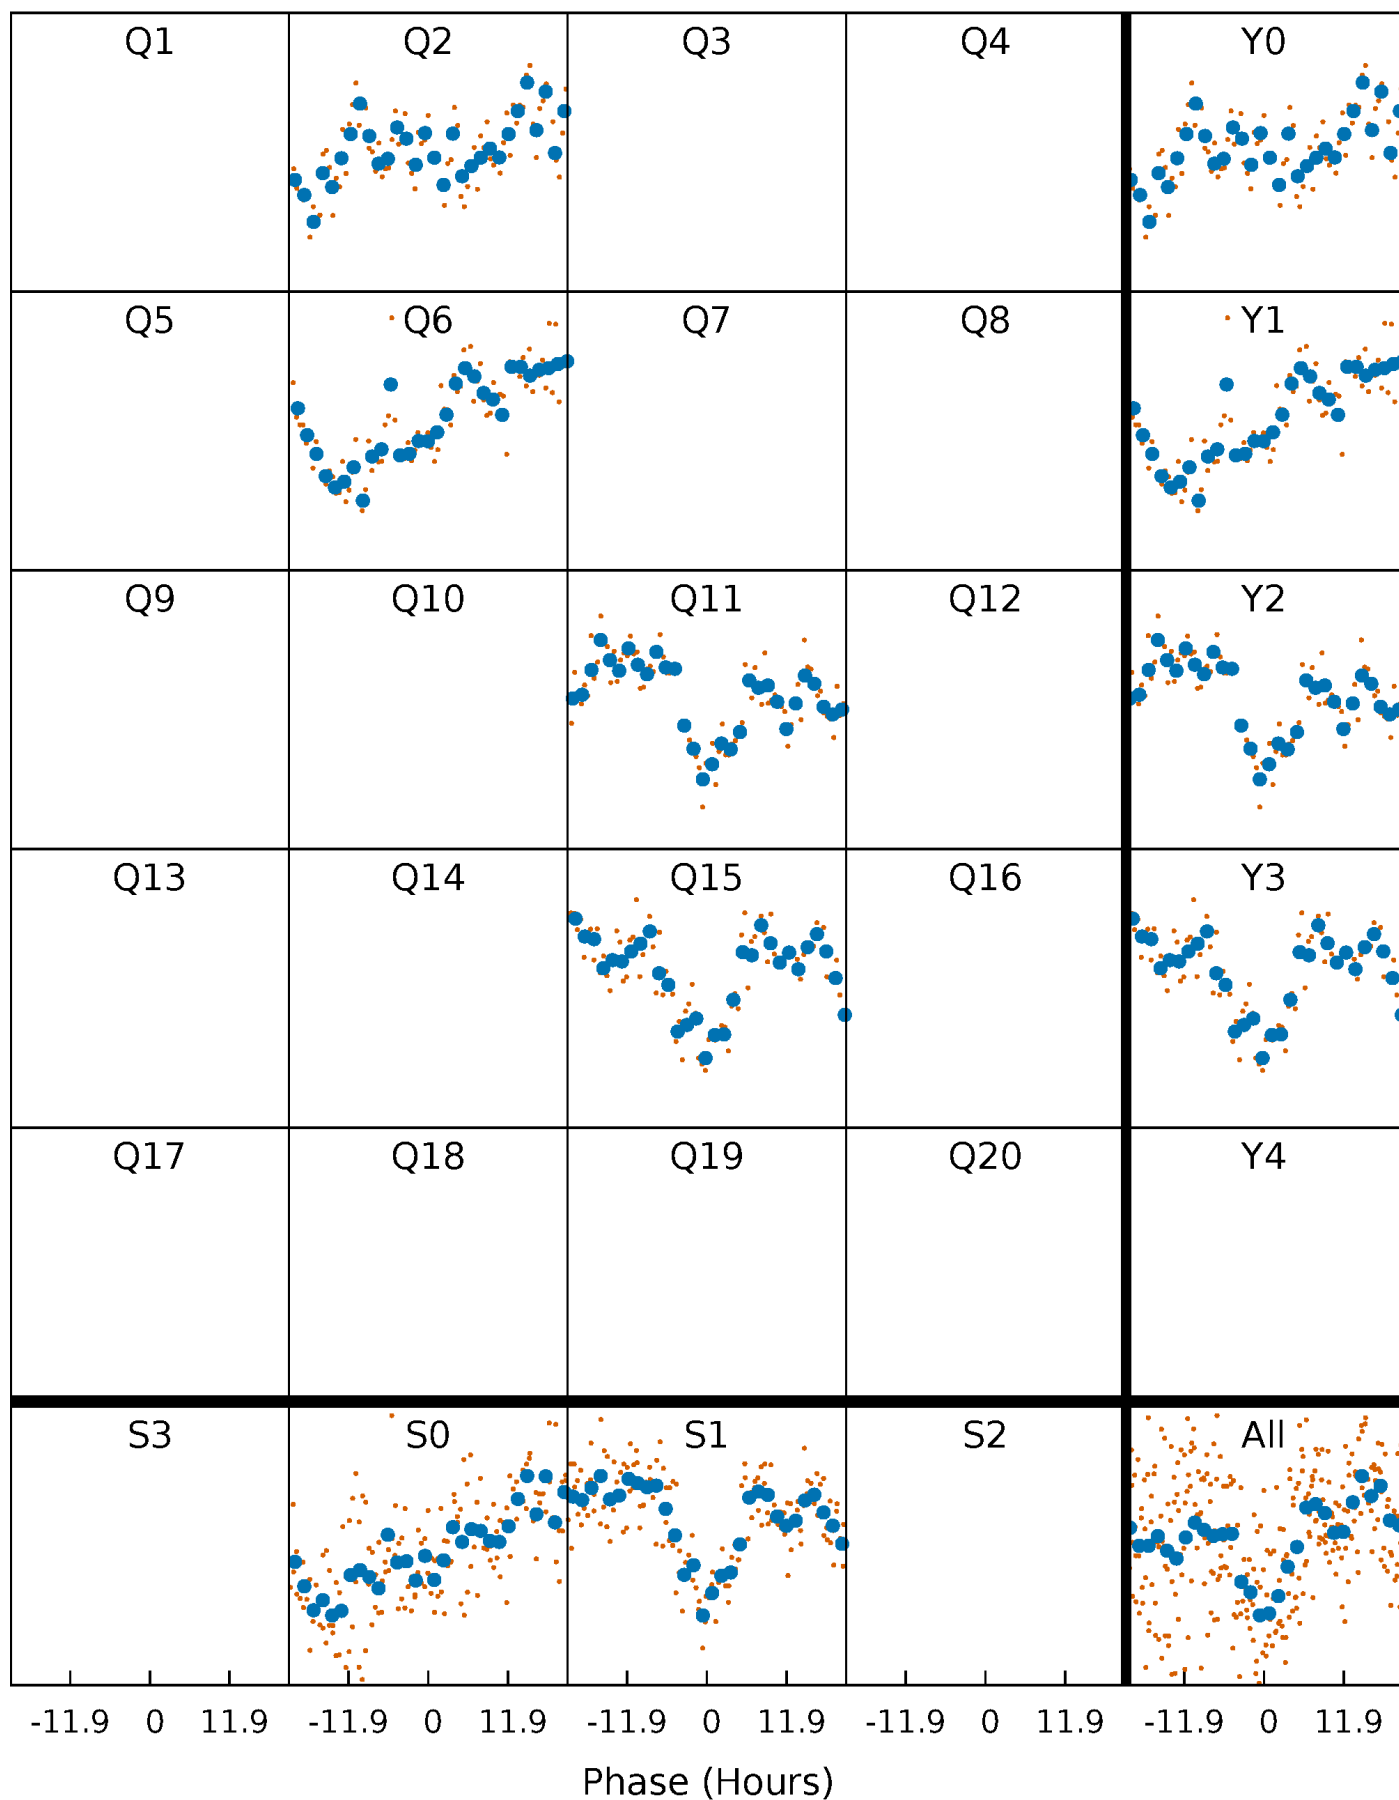 Q1 Q2 Q3 Q4 Y0
Q5 Q6 Q7 Q8 Y1
Q9 Q10 Q11 Q12 Y2
Q13 Q14 Q15 Q16 Y3
Q17 Q18 Q19 Q20 Y4
S3 S0 S1 S2 All
-11.9 0 11.9 -11.9 0 11.9 -11.9 0 11.9 -11.9 0 11.9 -11.9 0 11.9
Phase (Hours)